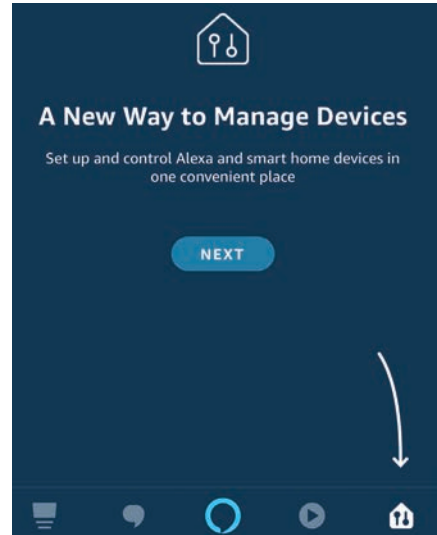 A New Way to Manage Devices
Set up and control Alexa and smart home devices in
one convenient place
NEXT